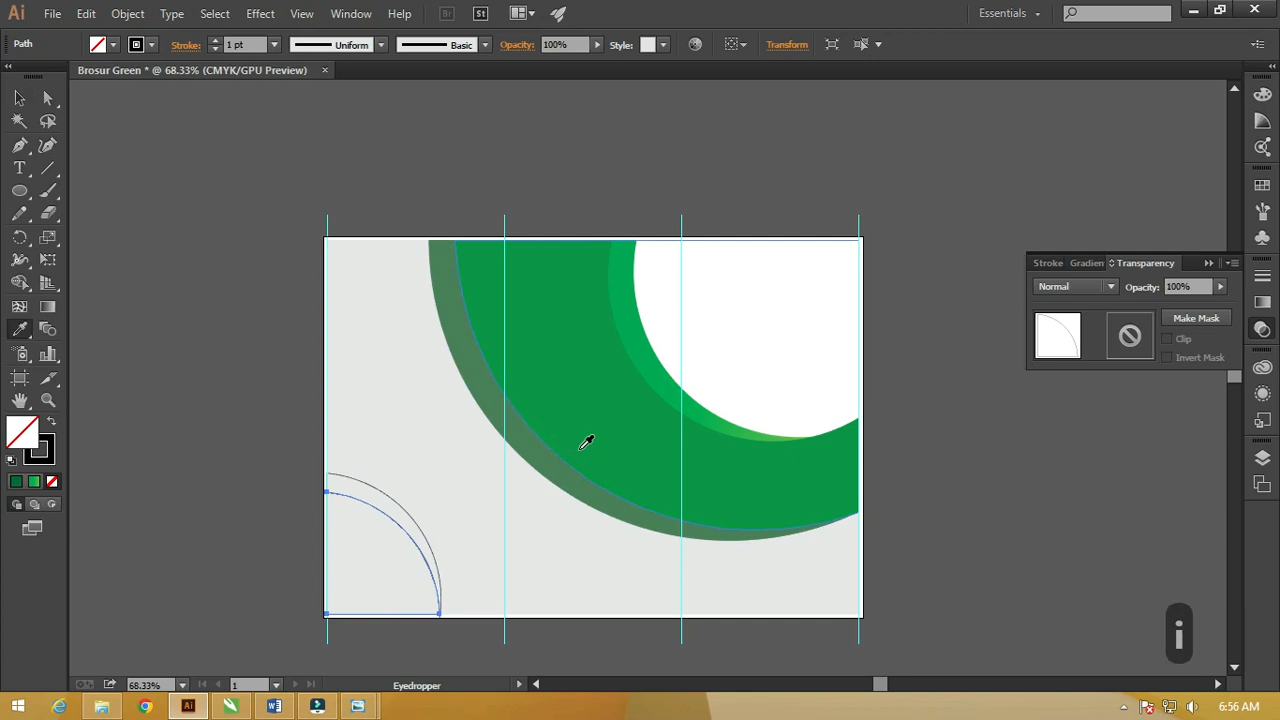 Ai File Edit Object Type Select Effect View Window Help Br St Essentials
Path Stroke: 1 pt Uniform Basic Opacity: 100% Style: Transform
Brosur Green * @ 68.33% (CMYK/GPU Preview)
Stroke Gradien Transparency
Normal Opacity: 100%
Make Mask
Clip
Invert Mask
T
i
68.33% 1 Eyedropper
Ai W 6:56 AM